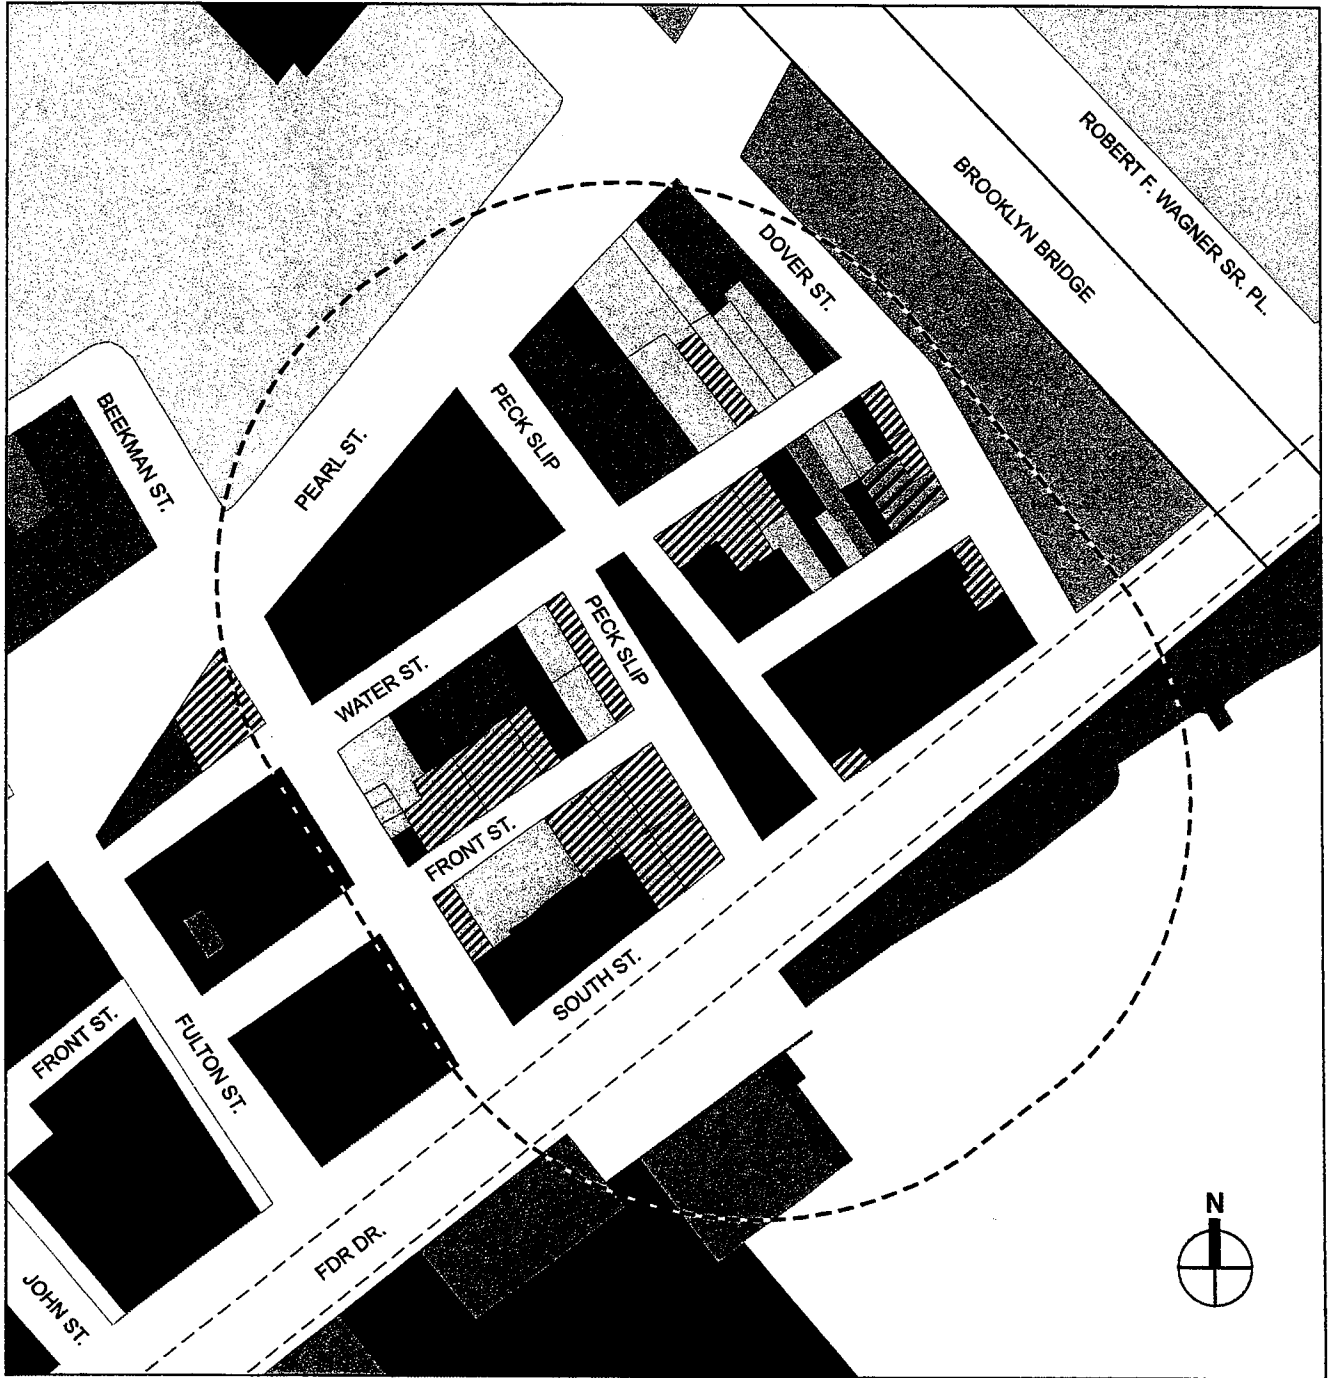 ROBERT F. WAGNER SR. PL.
BROOKLYN BRIDGE
DOVER ST.
PECK SLIP
BEEKMAN ST.
PEARL ST.
PECK SLIP
WATER ST.
FRONT ST.
SOUTH ST.
FRONT ST.
FULTON ST.
N
FDR DR.
JOHN ST.